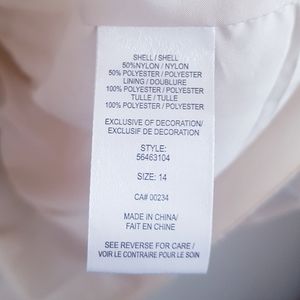 SHELL / SHELL
50%NYLON / NYLON
50% POLYESTER / POLYESTER
LINING / DOUBLURE
100% POLYESTER / POLYESTER
TULLE / TULLE
100% POLYESTER / POLYESTER
EXCLUSIVE OF DECORATION/
EXCLUSIF DE DECORATION
STYLE:
56463104
SIZE: 14
CA# 00234
MADE IN CHINA/
FAIT EN CHINE
SEE REVERSE FOR CARE /
VOIR LE CONTRAIRE POUR LE SOIN